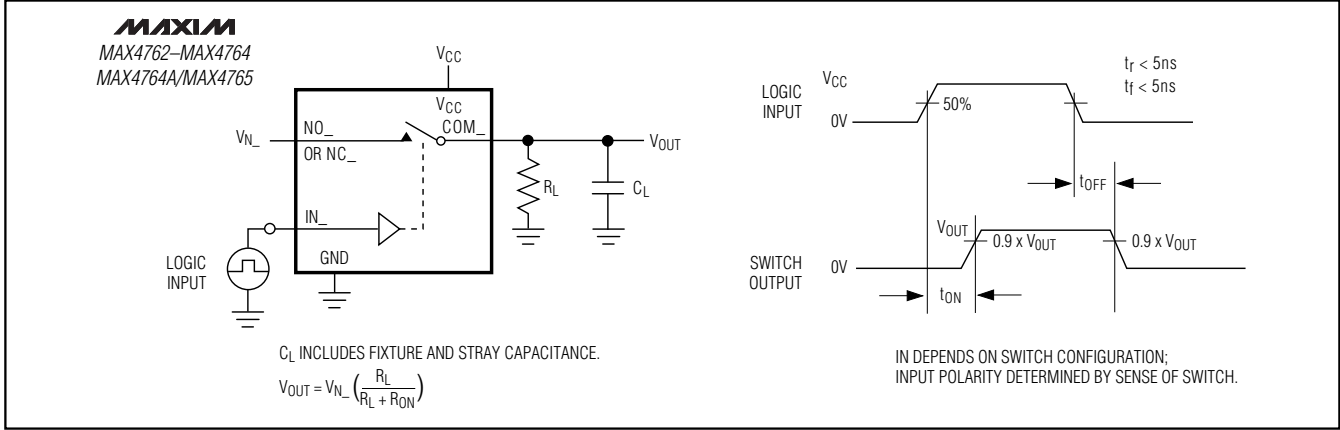 MAXIM
MAX4762–MAX4764
MAX4764A/MAX4765
VCC
VCC
VN_
NO_
OR NC_
COM_
VOUT
RL
CL
IN_
GND
LOGIC
INPUT
CL INCLUDES FIXTURE AND STRAY CAPACITANCE.
VOUT = VN_ (RL / RL + RON)
tr < 5ns
tf < 5ns
LOGIC
INPUT
VCC
0V
50%
tOFF
SWITCH
OUTPUT
VOUT
0V
0.9 x VOUT
0.9 x VOUT
tON
IN DEPENDS ON SWITCH CONFIGURATION;
INPUT POLARITY DETERMINED BY SENSE OF SWITCH.